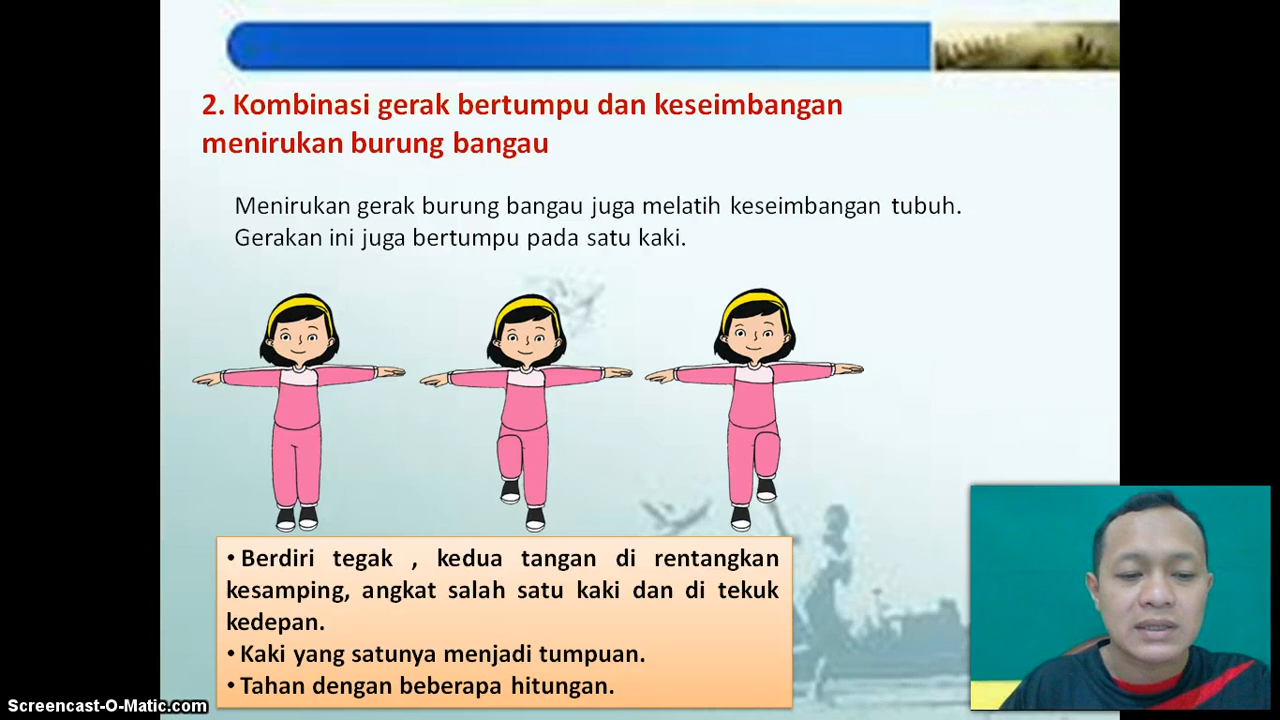 2. Kombinasi gerak bertumpu dan keseimbangan
menirukan burung bangau
Menirukan gerak burung bangau juga melatih keseimbangan tubuh.
Gerakan ini juga bertumpu pada satu kaki.
• Berdiri tegak , kedua tangan di rentangkan
kesamping, angkat salah satu kaki dan di tekuk
kedepan.
• Kaki yang satunya menjadi tumpuan.
• Tahan dengan beberapa hitungan.
Screencast-O-Matic.com